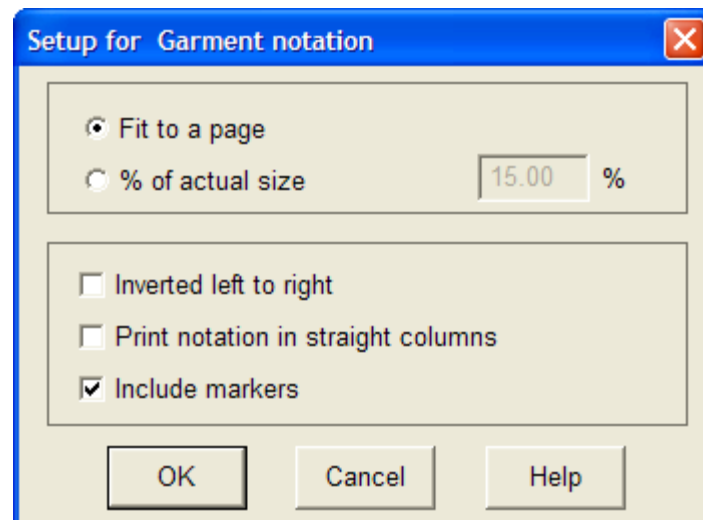 Setup for Garment notation
Fit to a page
% of actual size 15.00 %
Inverted left to right
Print notation in straight columns
Include markers
OK Cancel Help